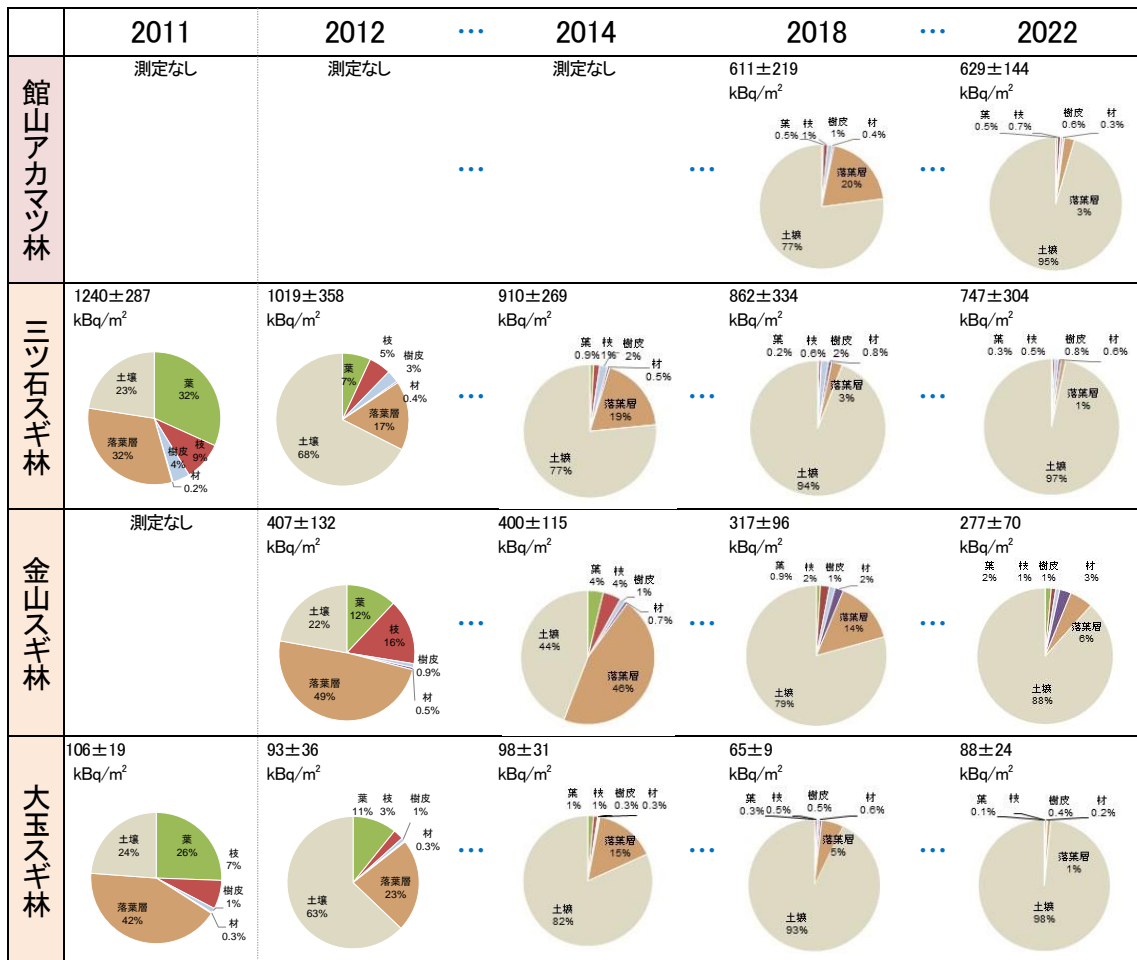 2011
2012
…
2014
2018
…
2022
館山アカマツ林
測定なし
測定なし
…
測定なし
…
611±219
kBq/m²
葉
0.5%
枝
1%
樹皮
1%
材
0.4%
落葉層
20%
土壌
77%
…
629±144
kBq/m²
葉
0.5%
枝
0.7%
樹皮
0.6%
材
0.3%
落葉層
3%
土壌
95%
三ツ石スギ林
1240±287
kBq/m²
葉
32%
枝
9%
樹皮
4%
材
0.2%
落葉層
32%
土壌
23%
1019±358
kBq/m²
葉
7%
枝
5%
樹皮
3%
材
0.4%
落葉層
17%
土壌
68%
…
910±269
kBq/m²
葉
0.9%
枝
1%
樹皮
2%
材
0.5%
落葉層
19%
土壌
77%
…
862±334
kBq/m²
葉
0.2%
枝
0.6%
樹皮
2%
材
0.8%
落葉層
3%
土壌
94%
…
747±304
kBq/m²
葉
0.3%
枝
0.5%
樹皮
0.8%
材
0.6%
落葉層
1%
土壌
97%
金山スギ林
測定なし
407±132
kBq/m²
葉
12%
枝
16%
樹皮
0.9%
材
0.5%
落葉層
49%
土壌
22%
…
400±115
kBq/m²
葉
4%
枝
4%
樹皮
1%
材
0.7%
落葉層
46%
土壌
44%
…
317±96
kBq/m²
葉
0.9%
枝
2%
樹皮
1%
材
2%
落葉層
14%
土壌
79%
…
277±70
kBq/m²
葉
2%
枝
1%
樹皮
1%
材
3%
落葉層
6%
土壌
88%
大玉スギ林
106±19
kBq/m²
葉
26%
枝
7%
樹皮
1%
材
0.3%
落葉層
42%
土壌
24%
93±36
kBq/m²
葉
11%
枝
3%
樹皮
1%
材
0.3%
落葉層
23%
土壌
63%
…
98±31
kBq/m²
葉
1%
枝
1%
樹皮
0.3%
材
0.3%
落葉層
15%
土壌
82%
…
65±9
kBq/m²
葉
0.3%
枝
0.5%
樹皮
0.5%
材
0.6%
落葉層
5%
土壌
93%
…
88±24
kBq/m²
葉
0.1%
枝
樹皮
0.4%
材
0.2%
落葉層
1%
土壌
98%